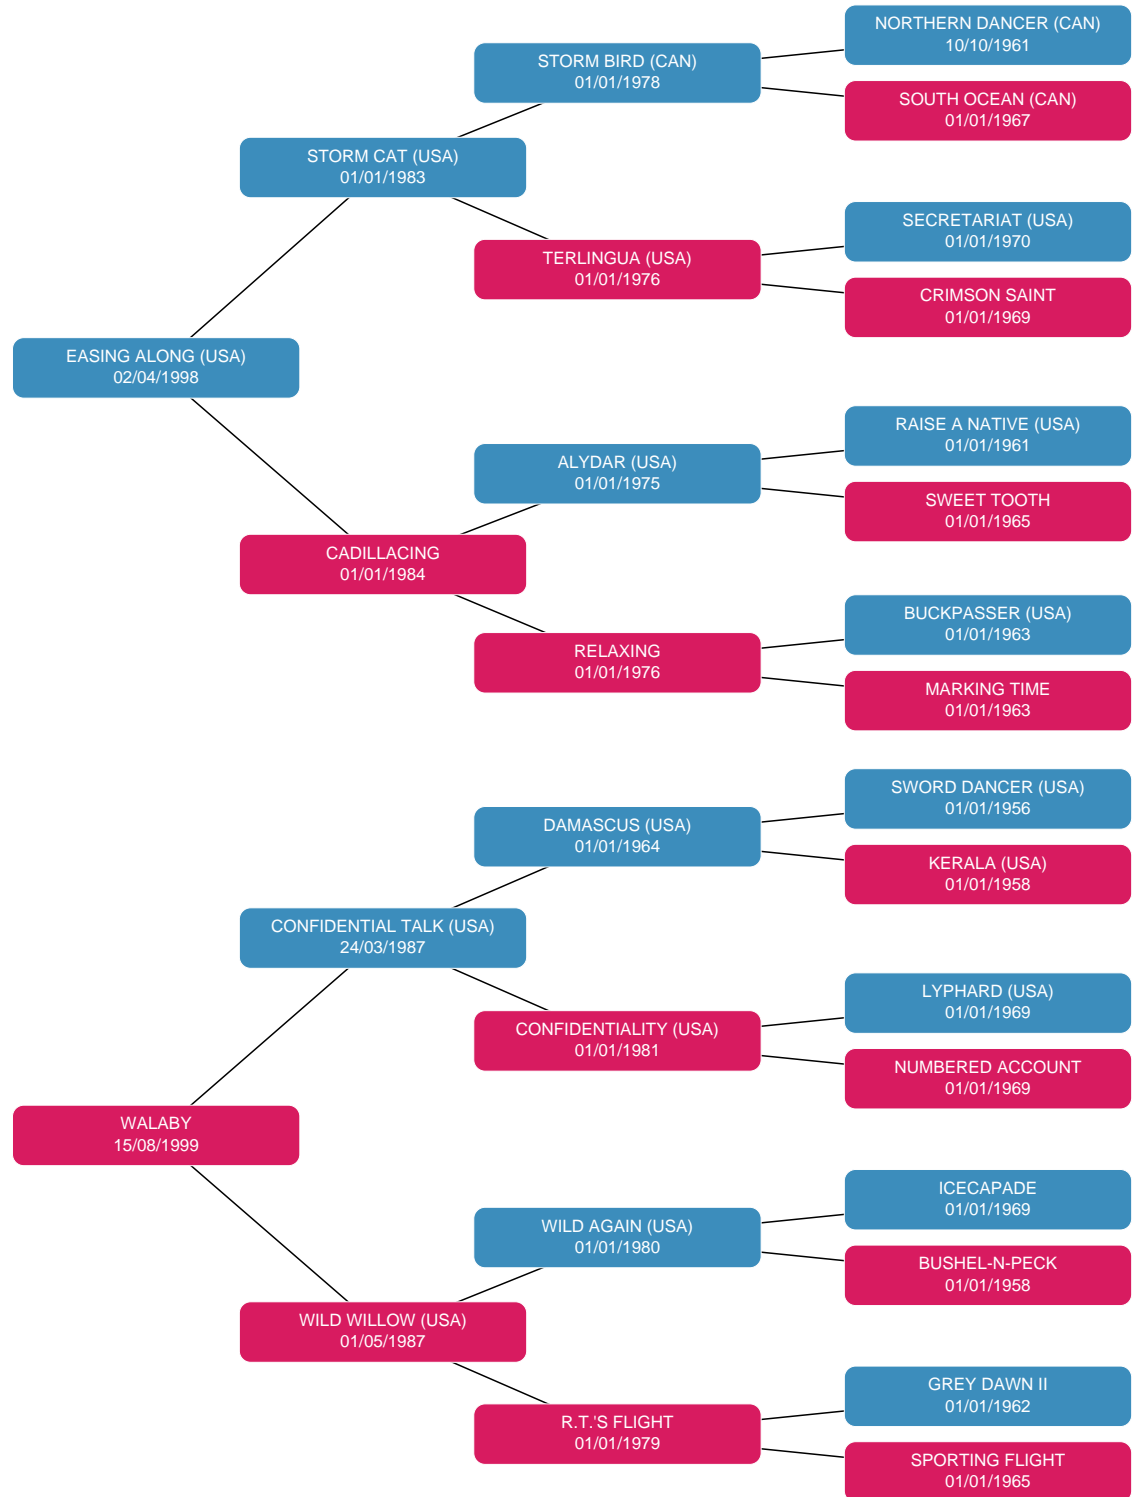 NORTHERN DANCER (CAN)
10/10/1961
STORM BIRD (CAN)
01/01/1978
SOUTH OCEAN (CAN)
01/01/1967
STORM CAT (USA)
01/01/1983
SECRETARIAT (USA)
01/01/1970
TERLINGUA (USA)
01/01/1976
CRIMSON SAINT
01/01/1969
EASING ALONG (USA)
02/04/1998
RAISE A NATIVE (USA)
01/01/1961
ALYDAR (USA)
01/01/1975
SWEET TOOTH
01/01/1965
CADILLACING
01/01/1984
BUCKPASSER (USA)
01/01/1963
RELAXING
01/01/1976
MARKING TIME
01/01/1963
SWORD DANCER (USA)
01/01/1956
DAMASCUS (USA)
01/01/1964
KERALA (USA)
01/01/1958
CONFIDENTIAL TALK (USA)
24/03/1987
LYPHARD (USA)
01/01/1969
CONFIDENTIALITY (USA)
01/01/1981
NUMBERED ACCOUNT
01/01/1969
WALABY
15/08/1999
ICECAPADE
01/01/1969
WILD AGAIN (USA)
01/01/1980
BUSHEL-N-PECK
01/01/1958
WILD WILLOW (USA)
01/05/1987
GREY DAWN II
01/01/1962
R.T.'S FLIGHT
01/01/1979
SPORTING FLIGHT
01/01/1965